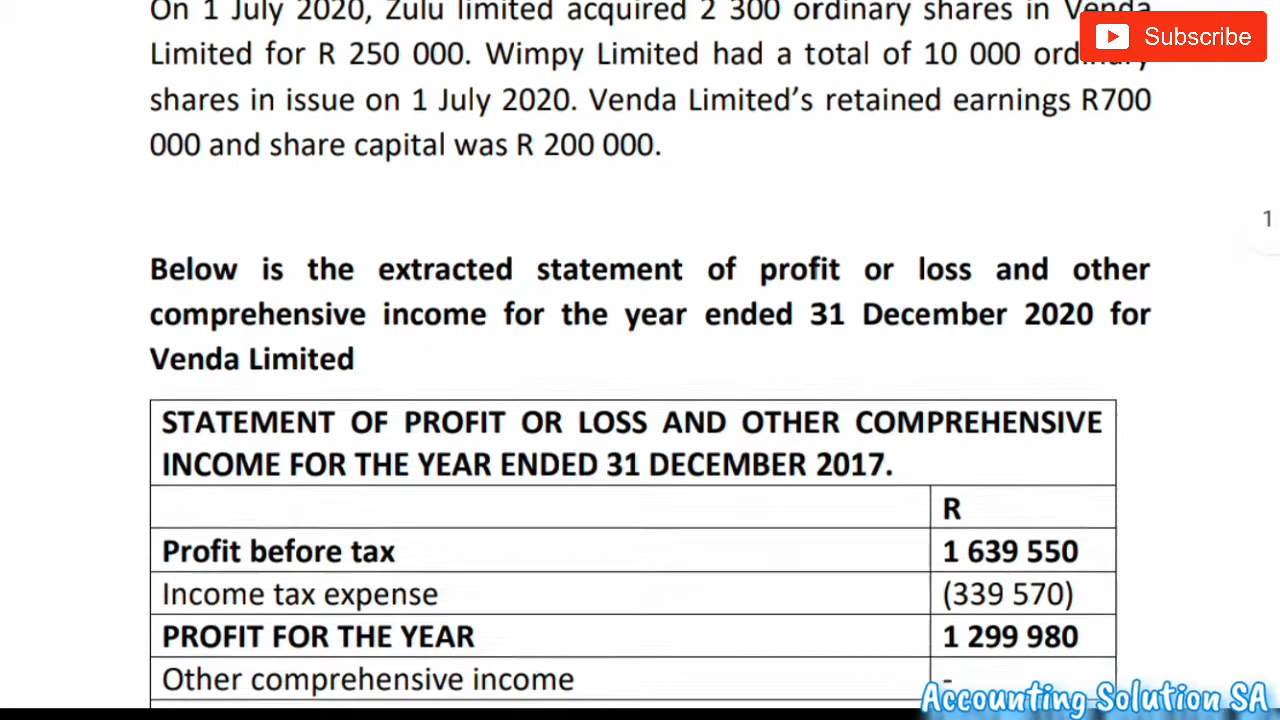 On 1 July 2020, Zulu limited acquired 2 300 ordinary shares in Venda
Subscribe
Limited for R 250 000. Wimpy Limited had a total of 10 000 ordinary
shares in issue on 1 July 2020. Venda Limited's retained earnings R700
000 and share capital was R 200 000.
1
Below is the extracted statement of profit or loss and other
comprehensive income for the year ended 31 December 2020 for
Venda Limited
STATEMENT OF PROFIT OR LOSS AND OTHER COMPREHENSIVE
INCOME FOR THE YEAR ENDED 31 DECEMBER 2017.
R
Profit before tax 1 639 550
Income tax expense (339 570)
PROFIT FOR THE YEAR 1 299 980
Other comprehensive income -
Accounting Solution SA